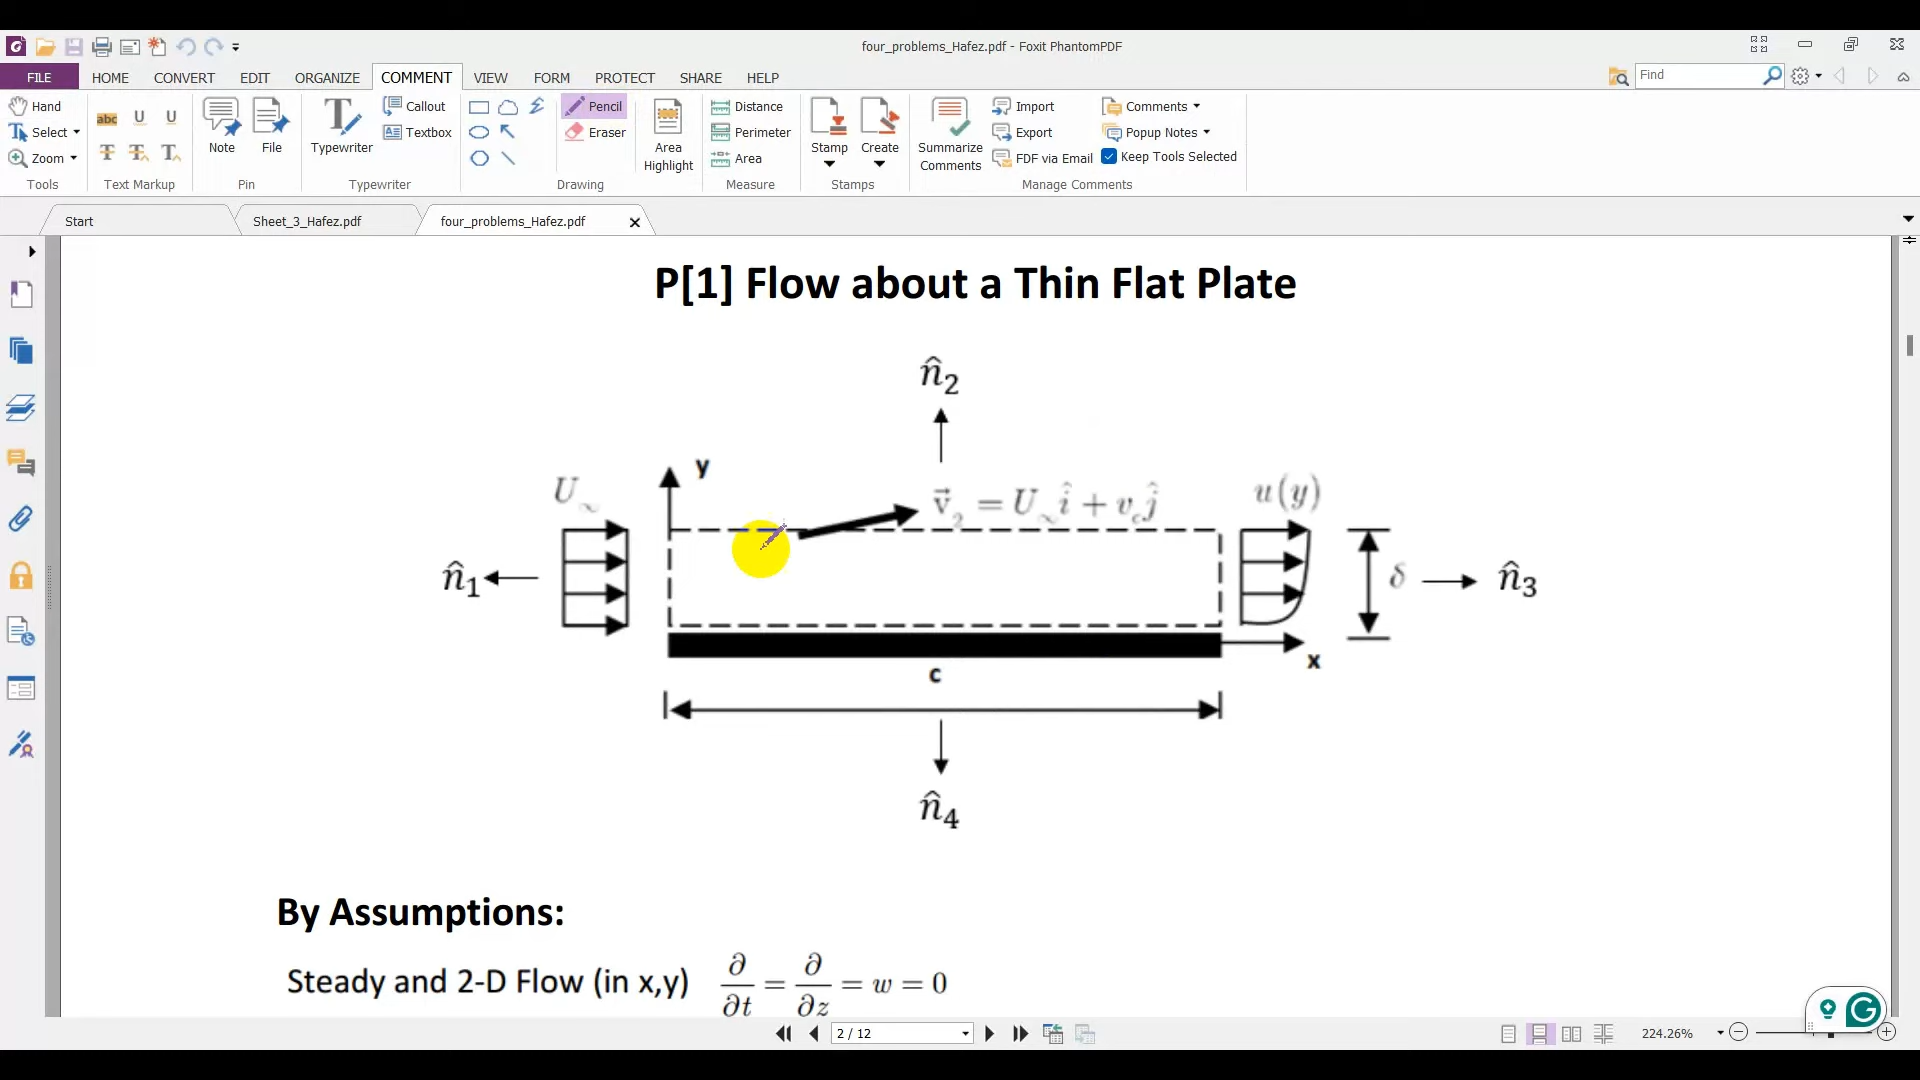 four_problems_Hafez.pdf - Foxit PhantomPDF
FILE HOME CONVERT EDIT ORGANIZE COMMENT VIEW FORM PROTECT SHARE HELP Find
Hand
Select
Zoom
Tools
abc U U
T T T
Text Markup
Note File
Pin
Typewriter
Callout
Textbox
Typewriter
Pencil
Eraser
Drawing
Area
Highlight
Distance
Perimeter
Area
Measure
Stamp Create
Stamps
Summarize
Comments
Import
Export
FDF via Email
Comments
Popup Notes
Keep Tools Selected
Manage Comments
Start Sheet_3_Hafez.pdf four_problems_Hafez.pdf
P[1] Flow about a Thin Flat Plate
n̂₂
y
U∞ v⃗₂ = U∞î + v_cĵ u(y)
n̂₁ δ n̂₃
x
c
n̂₄
By Assumptions:
Steady and 2-D Flow (in x,y) ∂/∂t = ∂/∂z = w = 0
2 / 12
224.26%